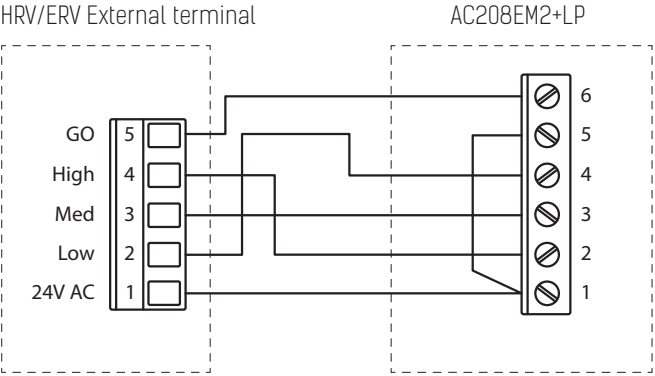 HRV/ERV External terminal
AC208EM2+LP
GO 5
High 4
Med 3
Low 2
24V AC 1
6
5
4
3
2
1